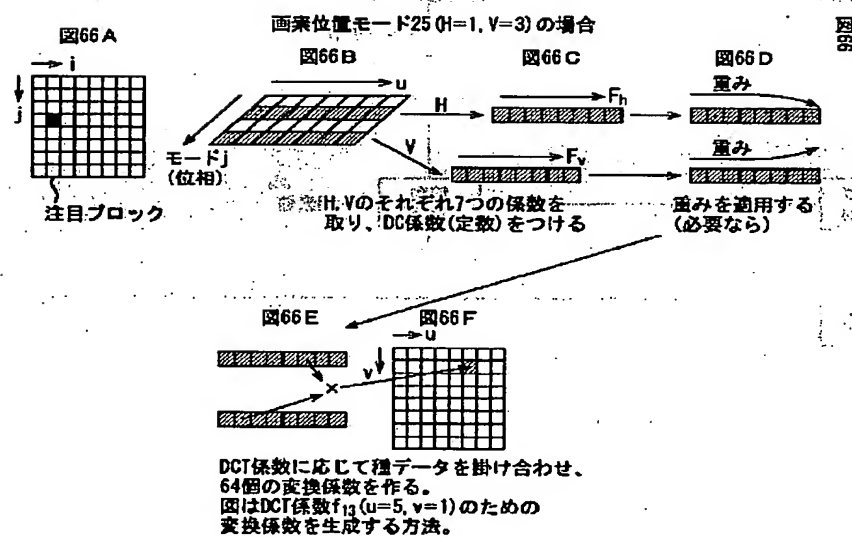 画素位置モード25(H=1, V=3)の場合
図66
図66A
図66B
図66C
図66D
i
j
u
H
V
Fh
Fv
重み
重み
モードj
(位相)
注目ブロック
H,Vのそれぞれ7つの係数を
取り、DC係数(定数)をつける
重みを適用する
(必要なら)
図66E
図66F
u
v
×
DCT係数に応じて種データを掛け合わせ、
64個の変換係数を作る。
図はDCT係数f13(u=5, v=1)のための
変換係数を生成する方法。